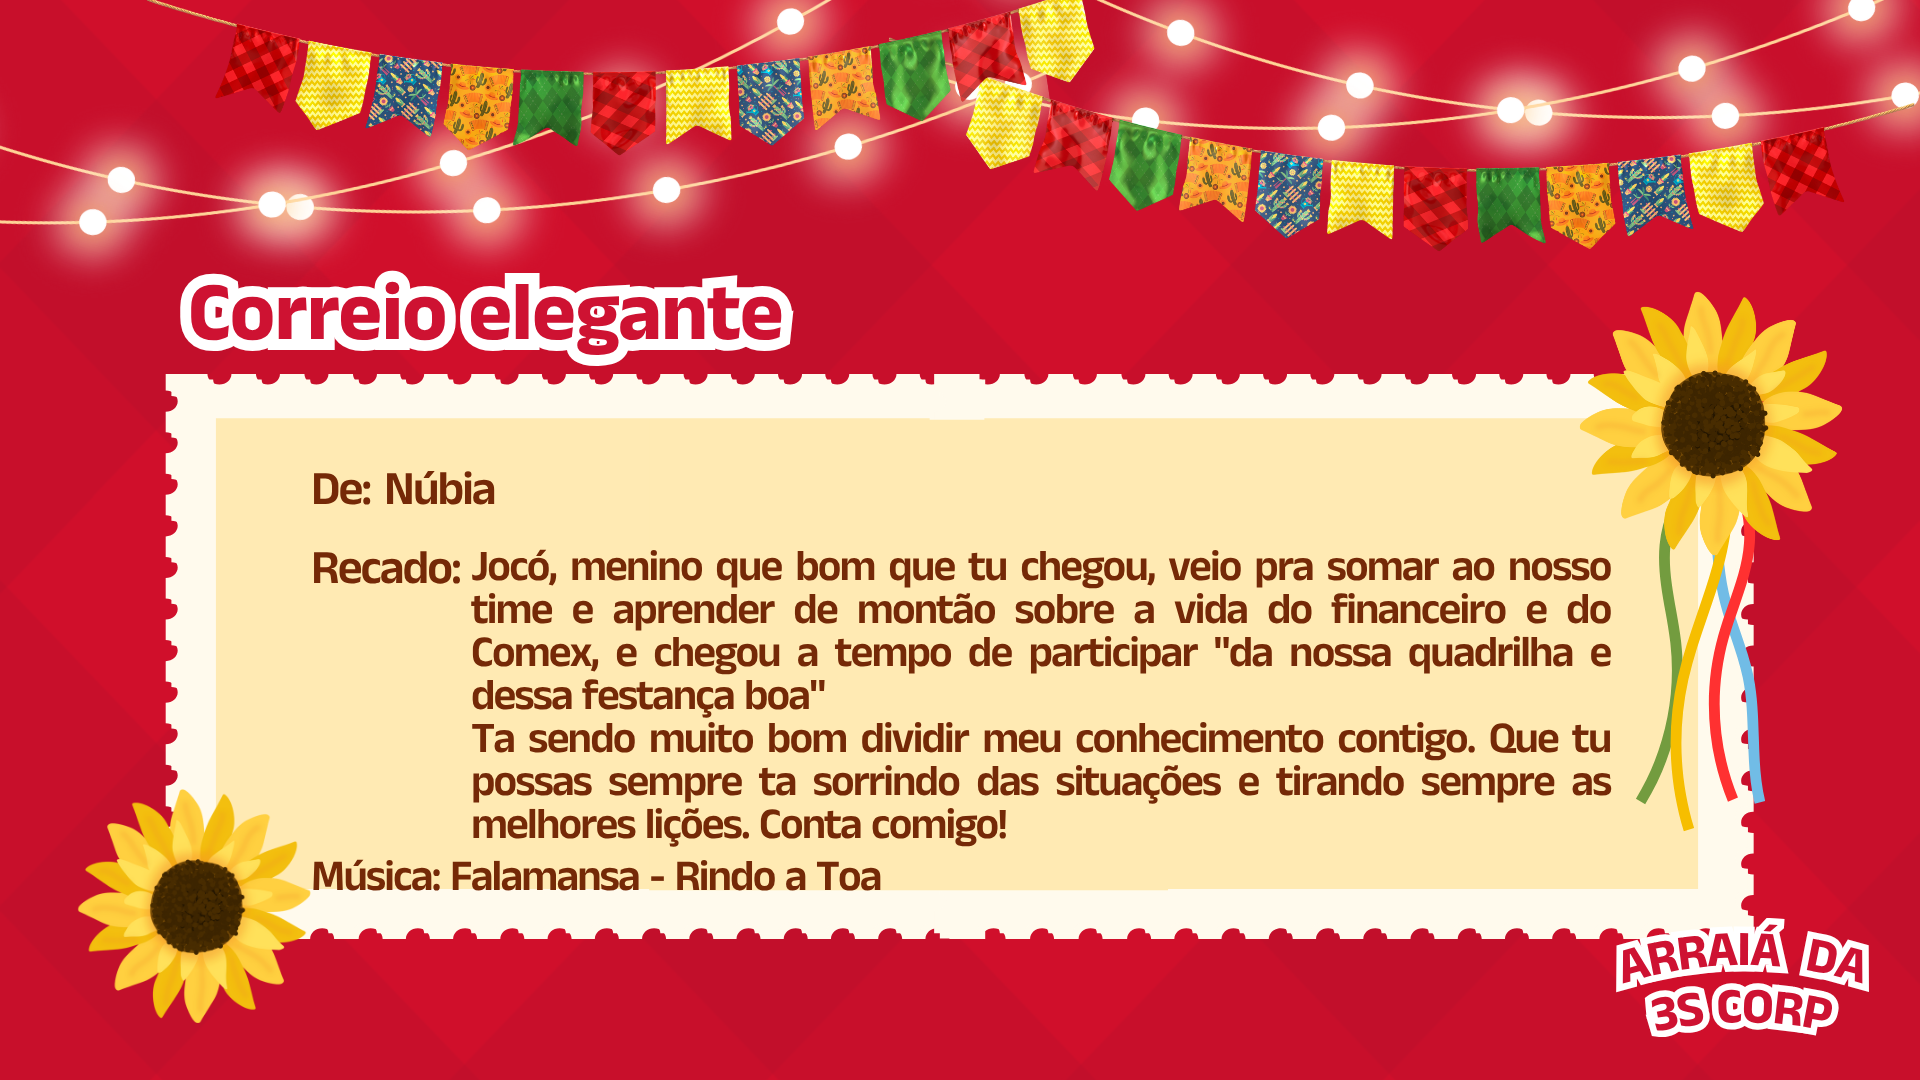 Correio elegante
De: Núbia
Recado: Jocó, menino que bom que tu chegou, veio pra somar ao nosso
time e aprender de montão sobre a vida do financeiro e do
Comex, e chegou a tempo de participar "da nossa quadrilha e
dessa festança boa"
Ta sendo muito bom dividir meu conhecimento contigo. Que tu
possas sempre ta sorrindo das situações e tirando sempre as
melhores lições. Conta comigo!
Música: Falamansa - Rindo a Toa
ARRAIÁ DA
3S CORP